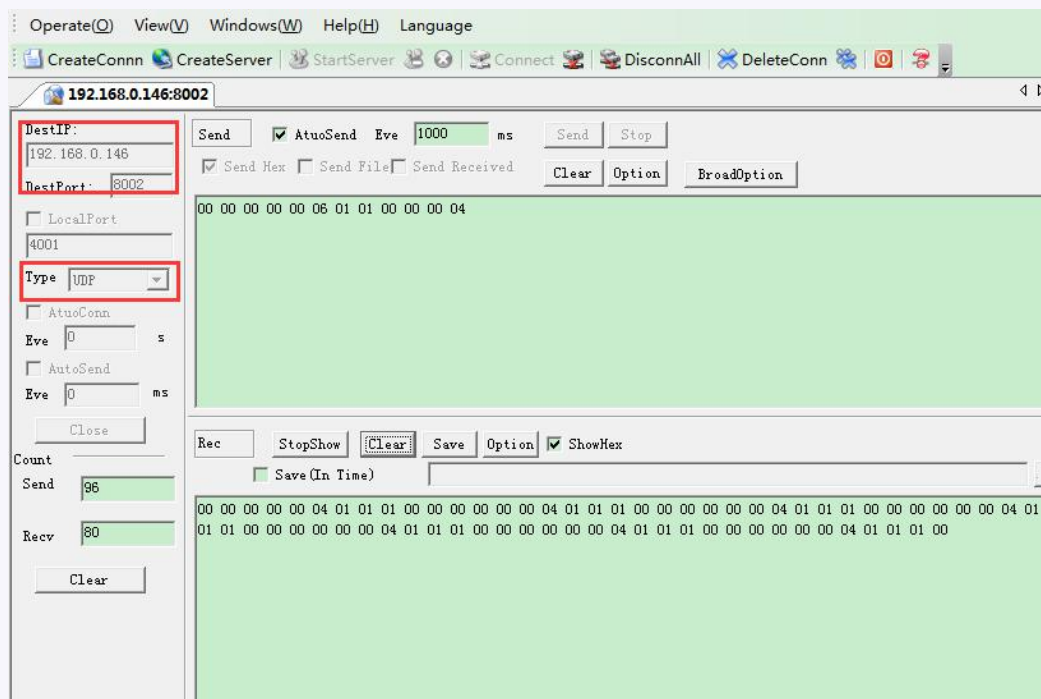 Operate(O) View(V) Windows(W) Help(H) Language
CreateConnn CreateServer StartServer Connect DisconnAll DeleteConn
192.168.0.146:8002
DestIP:
192.168.0.146
DestPort: 8002
LocalPort
4001
Type UDP
AtuoConn
Eve 0 s
AutoSend
Eve 0 ms
Close
Count
Send 96
Recv 80
Clear
Send AtuoSend Eve 1000 ms Send Stop
Send Hex Send File Send Received Clear Option BroadOption
00 00 00 00 00 06 01 01 00 00 00 04
Rec StopShow Clear Save Option ShowHex
Save(In Time)
00 00 00 00 00 04 01 01 01 00 00 00 00 00 00 04 01 01 01 00 00 00 00 00 00 04 01 01 01 00 00 00 00 00 00 04 01
01 01 00 00 00 00 00 00 04 01 01 01 00 00 00 00 00 00 04 01 01 01 00 00 00 00 00 00 04 01 01 01 00